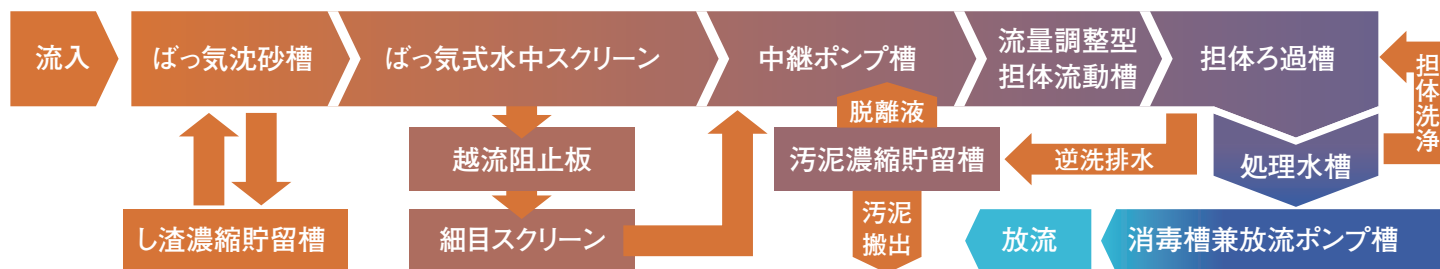 流入
ばっ気沈砂槽
ばっ気式水中スクリーン
中継ポンプ槽
流量調整型
担体流動槽
担体ろ過槽
担体洗浄
脱離液
越流阻止板
汚泥濃縮貯留槽
逆洗排水
処理水槽
し渣濃縮貯留槽
細目スクリーン
汚泥
搬出
放流
消毒槽兼放流ポンプ槽